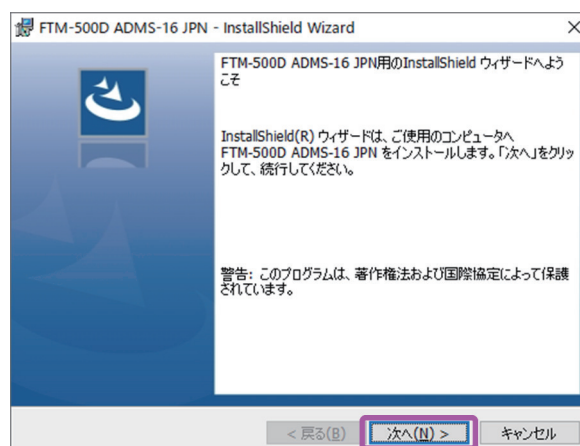 FTM-500D ADMS-16 JPN - InstallShield Wizard
FTM-500D ADMS-16 JPN用のInstallShield ウィザードへよう
こそ
InstallShield(R) ウィザードは、ご使用のコンピュータへ
FTM-500D ADMS-16 JPN をインストールします。「次へ」をクリッ
クして、続行してください。
警告: このプログラムは、著作権法および国際協定によって保護
されています。
< 戻る(B)
次へ(N) >
キャンセル